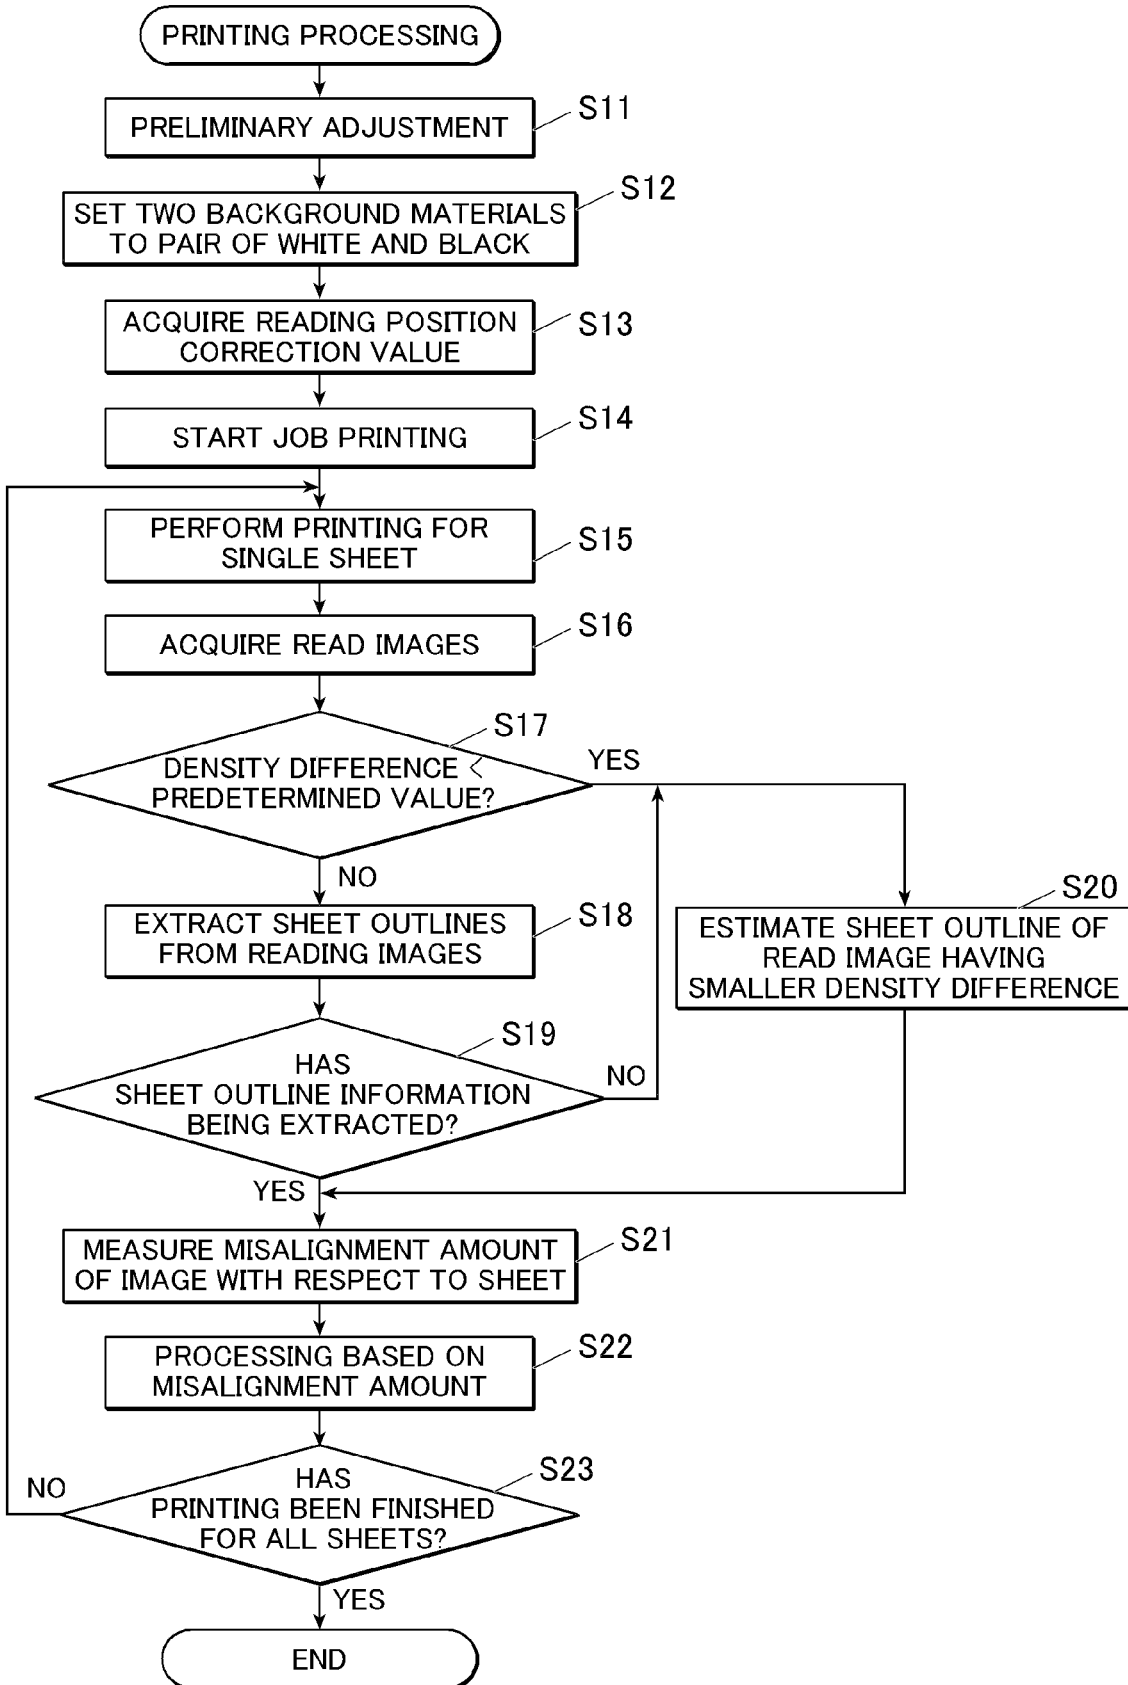 PRINTING PROCESSING
S11
PRELIMINARY ADJUSTMENT
S12
SET TWO BACKGROUND MATERIALS
TO PAIR OF WHITE AND BLACK
S13
ACQUIRE READING POSITION
CORRECTION VALUE
S14
START JOB PRINTING
PERFORM PRINTING FOR
SINGLE SHEET
S15
S16
ACQUIRE READ IMAGES
S17
DENSITY DIFFERENCE <
PREDETERMINED VALUE?
YES
NO
EXTRACT SHEET OUTLINES
FROM READING IMAGES
S18
S20
ESTIMATE SHEET OUTLINE OF
READ IMAGE HAVING
SMALLER DENSITY DIFFERENCE
S19
HAS
SHEET OUTLINE INFORMATION
BEING EXTRACTED?
NO
YES
S21
MEASURE MISALIGNMENT AMOUNT
OF IMAGE WITH RESPECT TO SHEET
S22
PROCESSING BASED ON
MISALIGNMENT AMOUNT
S23
HAS
PRINTING BEEN FINISHED
FOR ALL SHEETS?
NO
YES
END